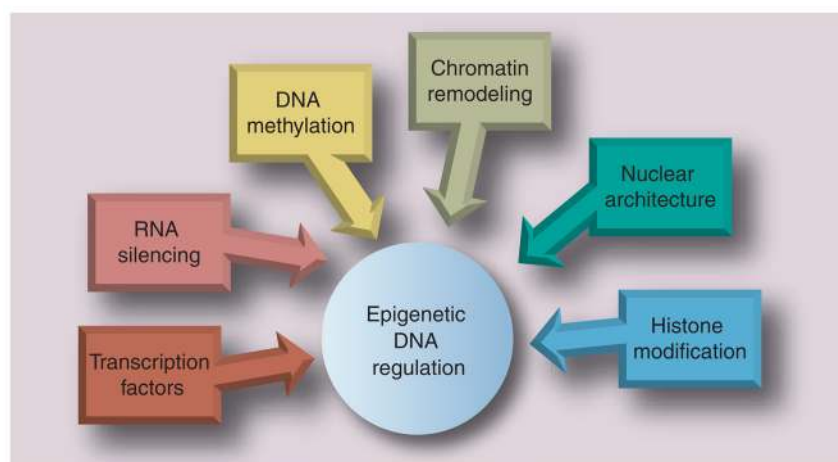 DNA
methylation
Chromatin
remodeling
Nuclear
architecture
RNA
silencing
Transcription
factors
Epigenetic
DNA
regulation
Histone
modification